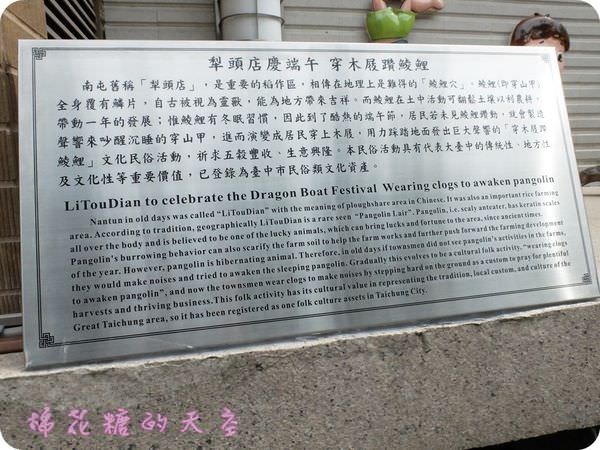 犁頭店慶端午 穿木屐躦鯪鯉
南屯舊稱「犁頭店」，是重要的稻作區，相傳在地理上是難得的「鯪鯉穴」。鯪鯉(即穿山甲)
全身覆有鱗片，自古被視為靈獸，能為地方帶來吉祥。而鯪鯉在土中活動可翻鬆土壤以利農耕，
帶動一年的發展；惟鯪鯉有冬眠習慣，因此到了酷熱的端午節，居民若未見鯪鯉躦動，就會製造
聲響來吵醒沉睡的穿山甲，進而演變成居民穿上木屐，用力踩踏地面發出巨大聲響的「穿木屐躦
鯪鯉」文化民俗活動，祈求五穀豐收、生意興隆。本民俗活動具有代表大臺中的傳統性、地方性
及文化性等重要價值，已登錄為臺中市民俗類文化資產。
LiTouDian to celebrate the Dragon Boat Festival Wearing clogs to awaken pangolin
Nantun in old days was called “LiTouDian” with the meaning of ploughshare area in Chinese. It was also an important rice farming
area. According to tradition, geographically LiTouDian is a rare seen “Pangolin Lair”. Pangolin, i.e. scaly anteater, has keratin scales
all over the body and is believed to be one of the lucky animals, which can bring lucks and fortune to the area, since ancient times.
Pangolin's burrowing behavior can also scarify the farm soil to help the farm works and further push forward the farming development
of the year. However, pangolin is hibernating animal. Therefore, in old days if townsmen did not see pangolin's activities in the farms,
they would make noises and tried to awaken the sleeping pangolin. Gradually this evolves to be a cultural folk activity, “wearing clogs
to awaken pangolin”, and now the townsmen wear clogs to make noises by stepping hard on the ground as a custom to pray for plentiful
harvests and thriving business. This folk activity has its cultural value in representing the tradition, local custom, and culture of the
Great Taichung area, so it has been registered as one folk culture assets in Taichung City.
棉花糖的天空